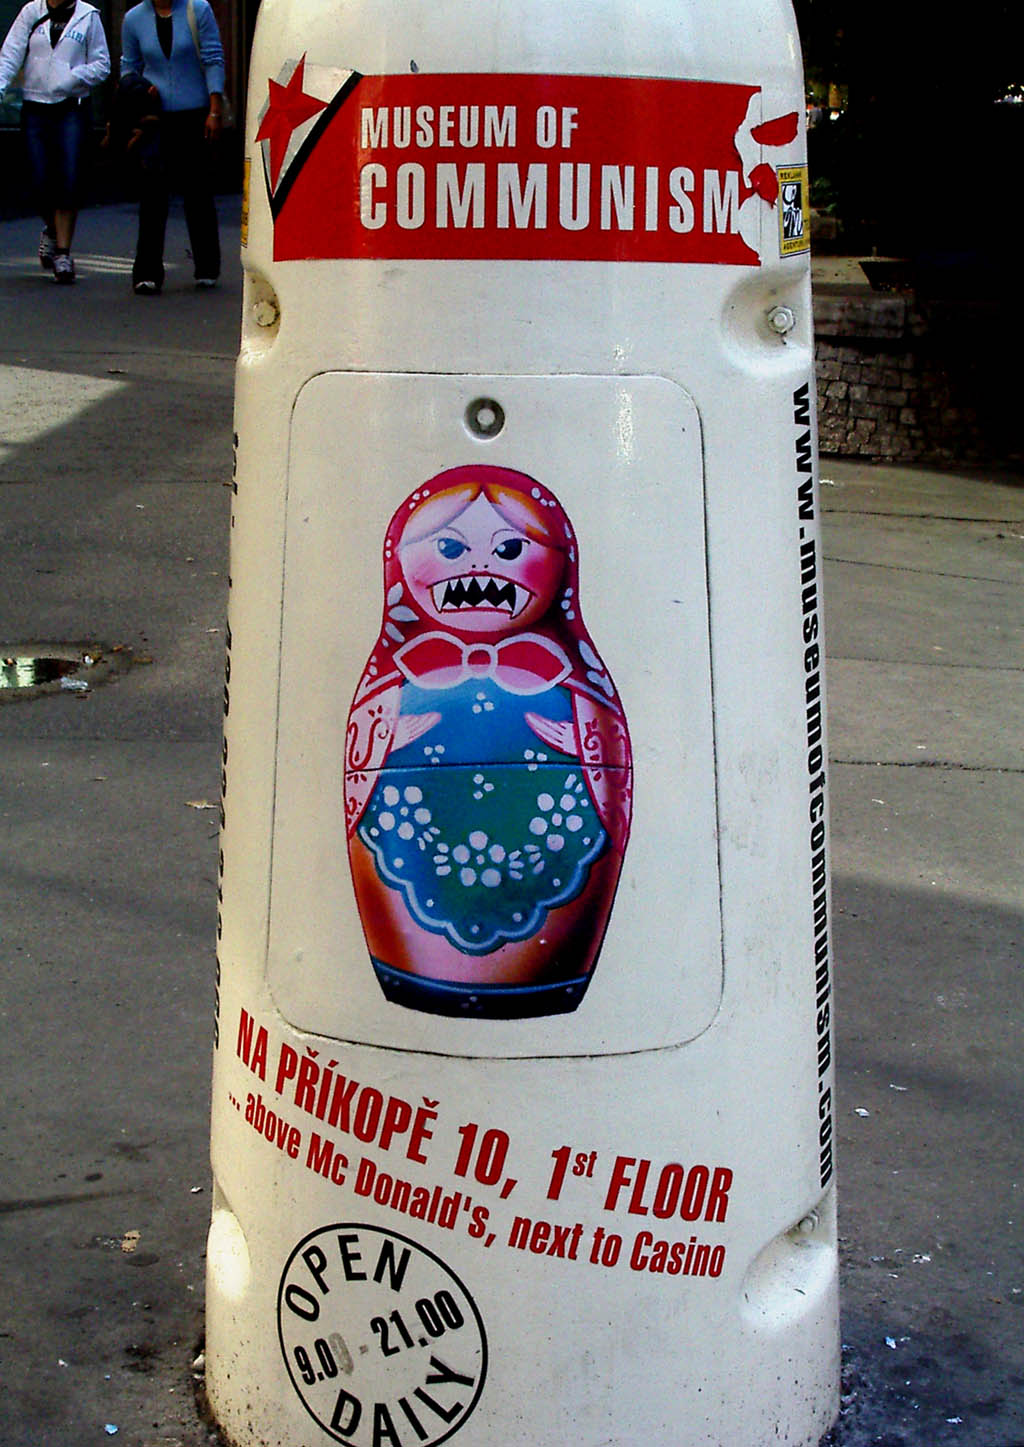 MUSEUM OF
COMMUNISM
www.museumofcommunism.com
NA PŘÍKOPĚ 10, 1st FLOOR
... above Mc Donald's, next to Casino
OPEN
9.00 - 21.00
DAILY